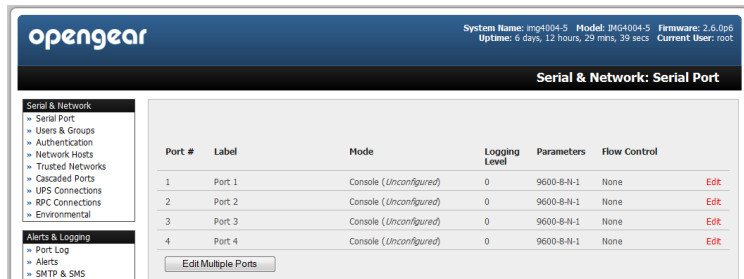 opengear
System Name: img4004-5 Model: IMG4004-5 Firmware: 2.6.0p6
Uptime: 6 days, 12 hours, 29 mins, 39 secs Current User: root
Serial & Network: Serial Port
Serial & Network
» Serial Port
» Users & Groups
» Authentication
» Network Hosts
» Trusted Networks
» Cascaded Ports
» UPS Connections
» RPC Connections
» Environmental
Alerts & Logging
» Port Log
» Alerts
» SMTP & SMS
Port # Label Mode Logging Level Parameters Flow Control
1 Port 1 Console (Unconfigured) 0 9600-8-N-1 None Edit
2 Port 2 Console (Unconfigured) 0 9600-8-N-1 None Edit
3 Port 3 Console (Unconfigured) 0 9600-8-N-1 None Edit
4 Port 4 Console (Unconfigured) 0 9600-8-N-1 None Edit
Edit Multiple Ports